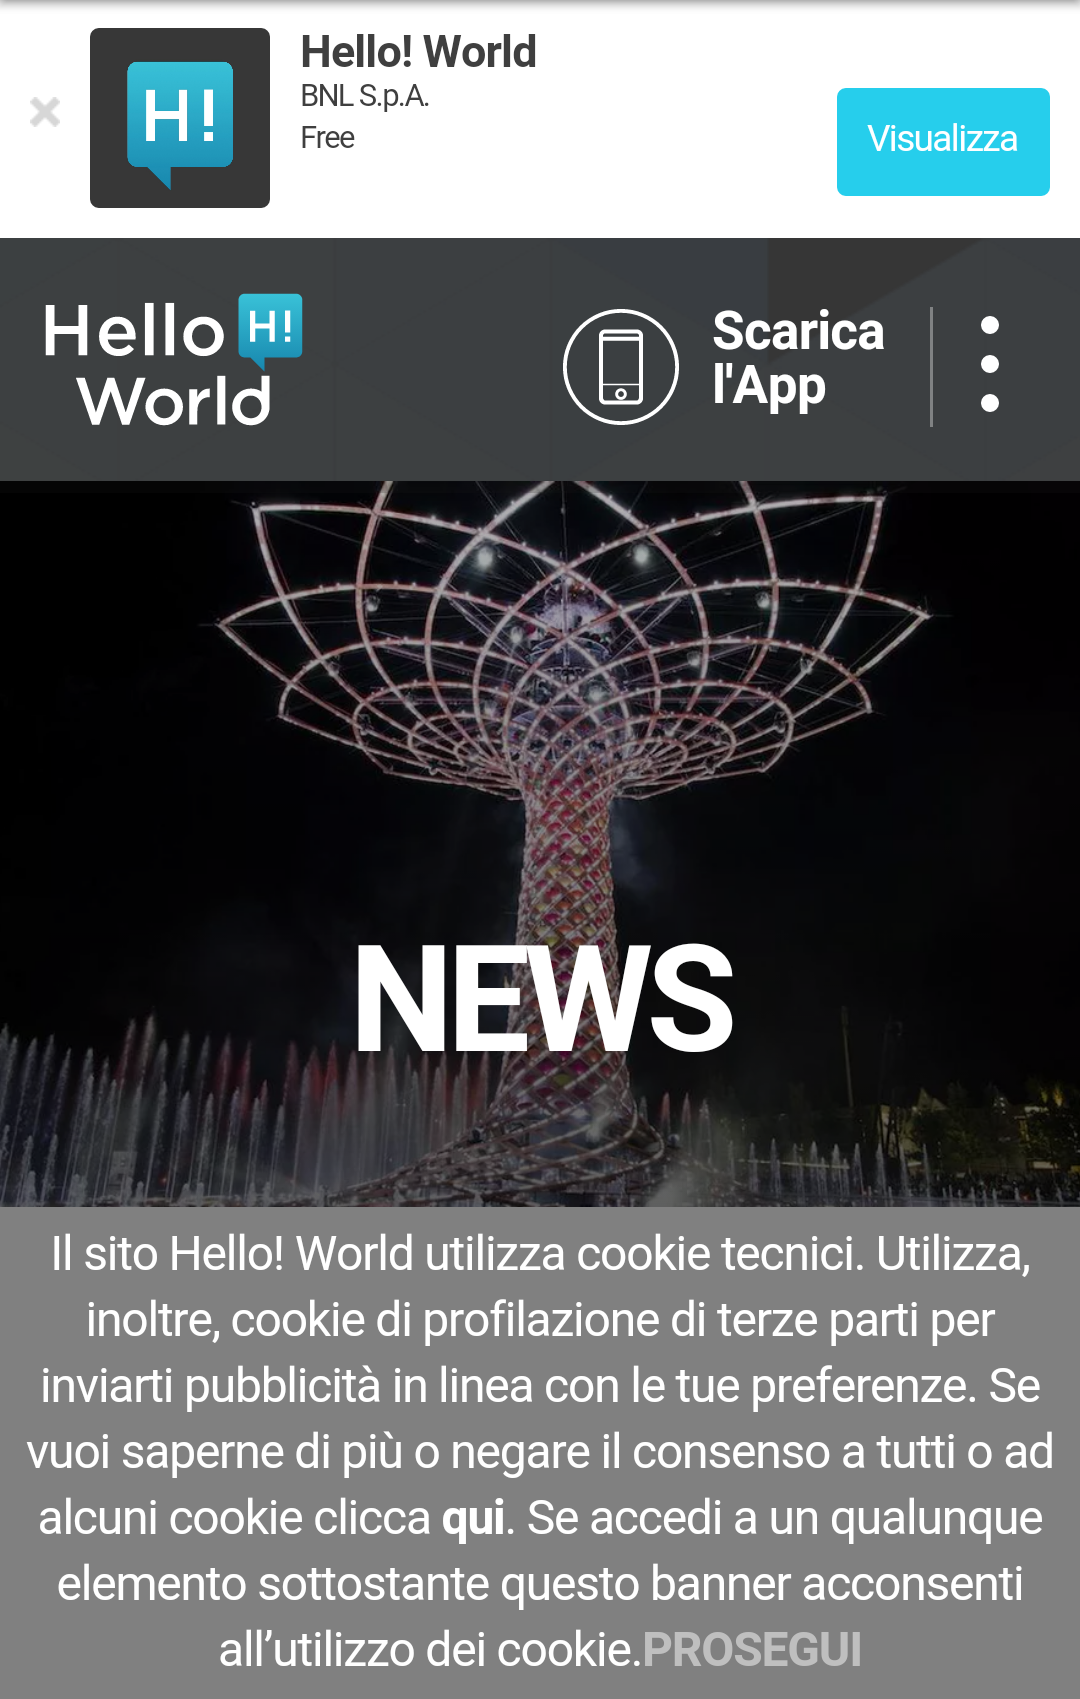 Hello! World
BNL S.p.A.
Free
H!
Visualizza
Hello H!
World
Scarica
l'App
NEWS
Il sito Hello! World utilizza cookie tecnici. Utilizza,
inoltre, cookie di profilazione di terze parti per
inviarti pubblicità in linea con le tue preferenze. Se
vuoi saperne di più o negare il consenso a tutti o ad
alcuni cookie clicca qui. Se accedi a un qualunque
elemento sottostante questo banner acconsenti
all’utilizzo dei cookie.PROSEGUI